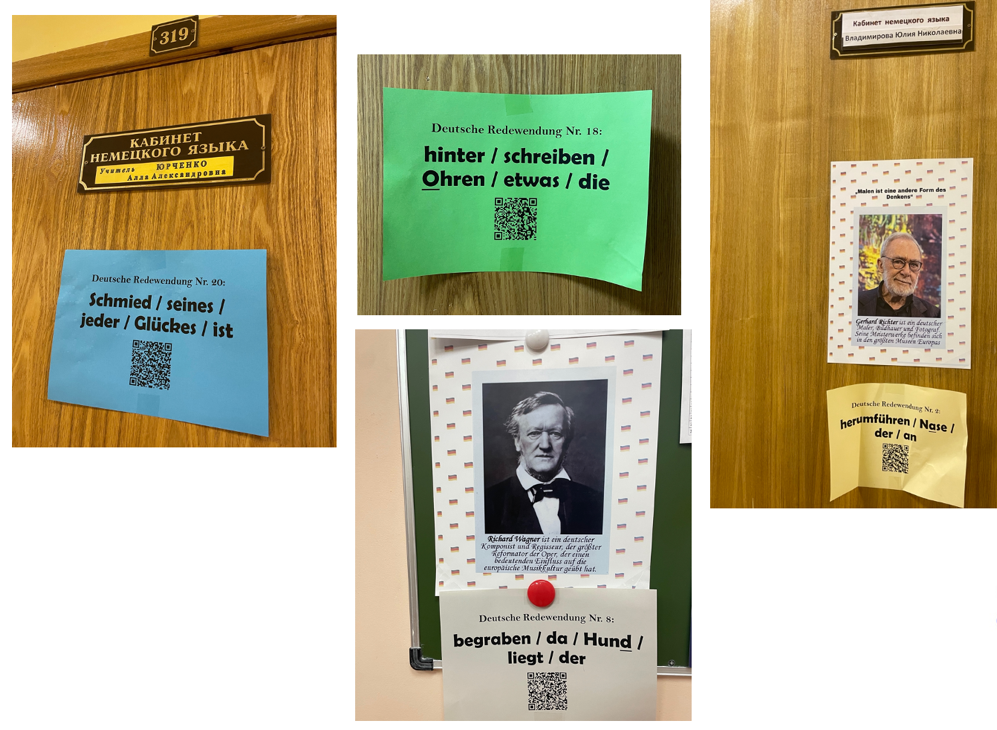 319
КАБИНЕТ
НЕМЕЦКОГО ЯЗЫКА
Учитель ЮРЧЕНКО
Алла Александровна
Deutsche Redewendung Nr. 20:
Schmied / seines /
jeder / Glückes / ist
Deutsche Redewendung Nr. 18:
hinter / schreiben /
Ohren / etwas / die
Richard Wagner ist ein deutscher
Komponist und Regisseur, der größter
Reformator der Oper, der einen
bedeutenden Einfluss auf die
europäische Musikkultur geübt hat.
Deutsche Redewendung Nr. 8:
begraben / da / Hund /
liegt / der
Кабинет немецкого языка
Владимирова Юлия Николаевна
„Malen ist eine andere Form des
Denkens“
Gerhard Richter ist ein deutscher
Maler, Bildhauer und Fotograf.
Seine Meisterwerke befinden sich
in den größten Museen Europas
Deutsche Redewendung Nr. 2:
herumführen / Nase /
der / an